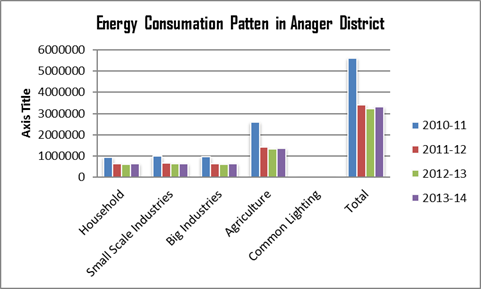 Energy Consumation Patten in Anager District
6000000
5000000
4000000
3000000
2000000
1000000
0
Axis Title
Household
Small Scale Industries
Big Industries
Agriculture
Common Lighting
Total
2010-11
2011-12
2012-13
2013-14